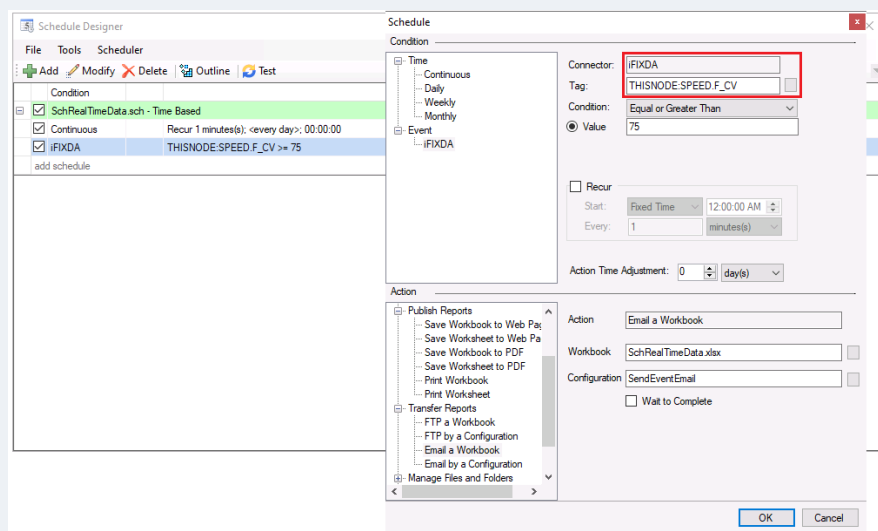 Schedule Designer
File Tools Scheduler
Add Modify Delete Outline Test
Condition
SchRealTimeData.sch - Time Based
Continuous Recur 1 minutes(s); <every day>; 00:00:00
iFIXDA THISNODE:SPEED.F_CV >= 75
add schedule
Schedule
Condition
Time
Continuous
Daily
Weekly
Monthly
Event
iFIXDA
Connector: iFIXDA
Tag: THISNODE:SPEED.F_CV
Condition: Equal or Greater Than
Value 75
Recur
Start: Fixed Time 12:00:00 AM
Every: 1 minutes(s)
Action Time Adjustment: 0 day(s)
Action
Publish Reports
Save Workbook to Web Pag
Save Worksheet to Web Pa
Save Workbook to PDF
Save Worksheet to PDF
Print Workbook
Print Worksheet
Transfer Reports
FTP a Workbook
FTP by a Configuration
Email a Workbook
Email by a Configuration
Manage Files and Folders
Action Email a Workbook
Workbook SchRealTimeData.xlsx
Configuration SendEventEmail
Wait to Complete
OK Cancel